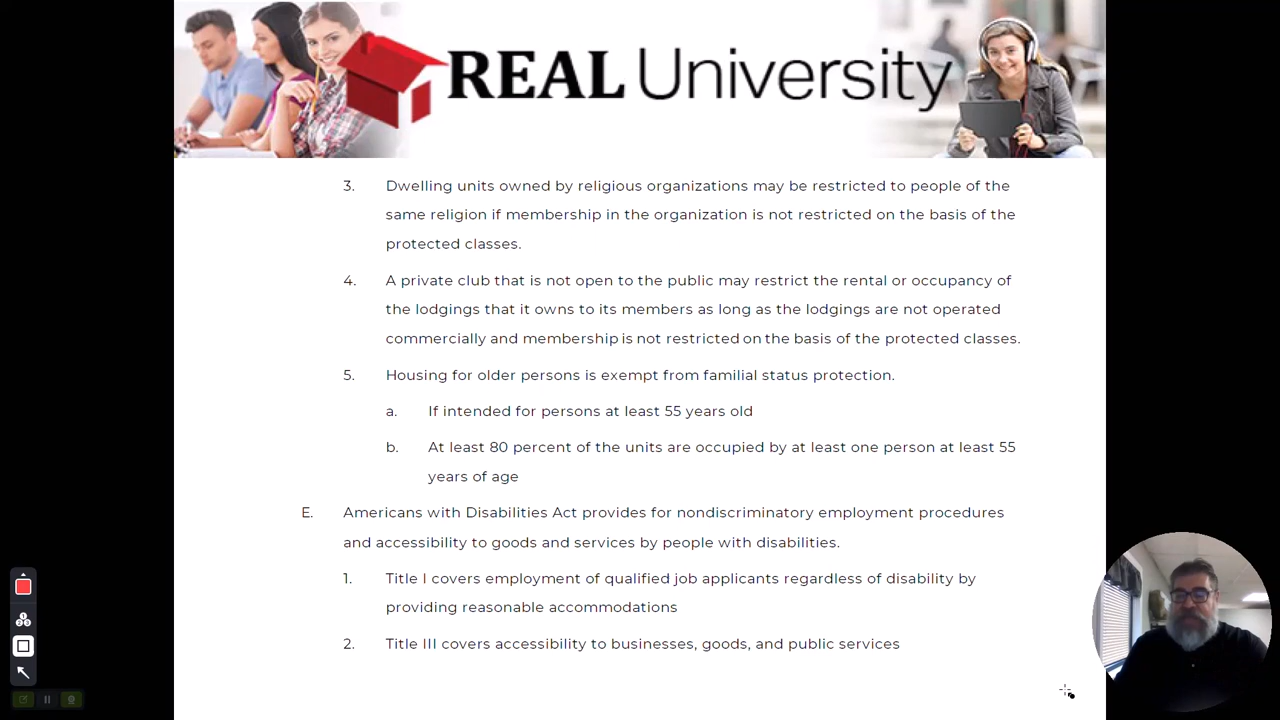 REAL University
3. Dwelling units owned by religious organizations may be restricted to people of the
same religion if membership in the organization is not restricted on the basis of the
protected classes.
4. A private club that is not open to the public may restrict the rental or occupancy of
the lodgings that it owns to its members as long as the lodgings are not operated
commercially and membership is not restricted on the basis of the protected classes.
5. Housing for older persons is exempt from familial status protection.
a. If intended for persons at least 55 years old
b. At least 80 percent of the units are occupied by at least one person at least 55
years of age
E. Americans with Disabilities Act provides for nondiscriminatory employment procedures
and accessibility to goods and services by people with disabilities.
1. Title I covers employment of qualified job applicants regardless of disability by
providing reasonable accommodations
2. Title III covers accessibility to businesses, goods, and public services